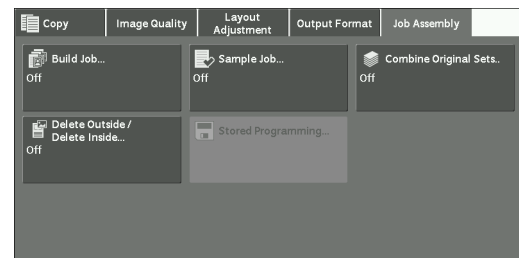 Copy
Image Quality
Layout
Adjustment
Output Format
Job Assembly
Build Job...
Off
Sample Job...
Off
Combine Original Sets..
Off
Delete Outside /
Delete Inside...
Off
Stored Programming...